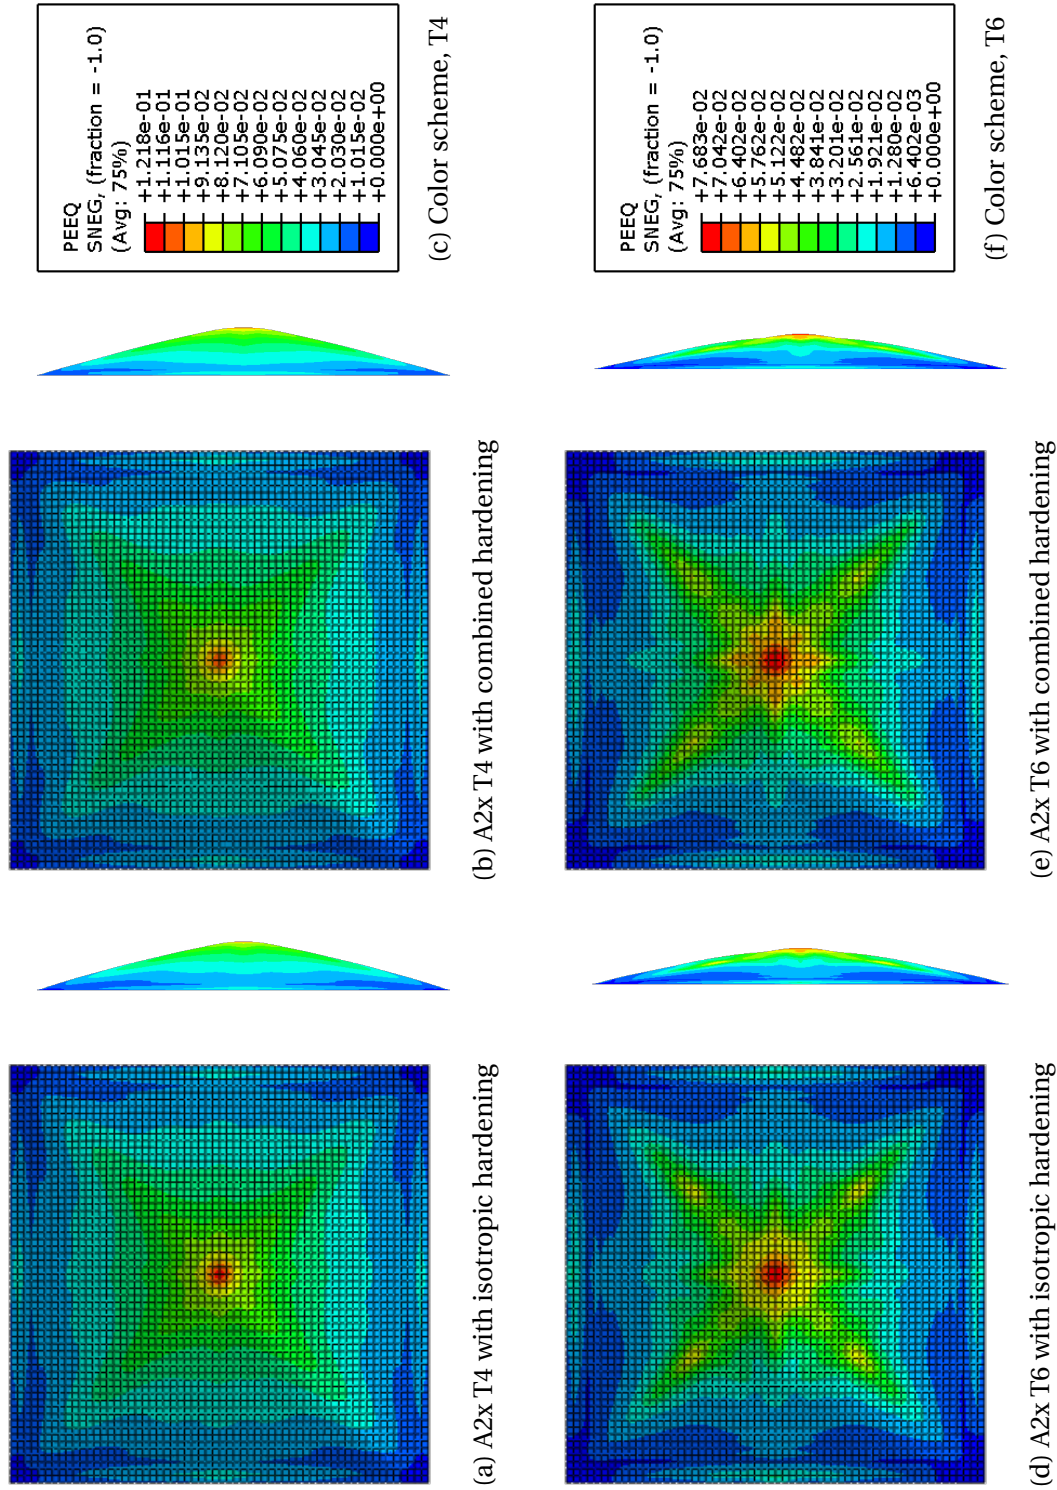 (a) A2x T4 with isotropic hardening
(b) A2x T4 with combined hardening
PEEQ
SNEG, (fraction = -1.0)
(Avg: 75%)
+1.218e-01
+1.116e-01
+1.015e-01
+9.135e-02
+8.120e-02
+7.105e-02
+6.090e-02
+5.075e-02
+4.060e-02
+3.045e-02
+2.030e-02
+1.015e-02
+0.000e+00
(c) Color scheme, T4
(d) A2x T6 with isotropic hardening
(e) A2x T6 with combined hardening
PEEQ
SNEG, (fraction = -1.0)
(Avg: 75%)
+7.683e-02
+7.042e-02
+6.402e-02
+5.762e-02
+5.122e-02
+4.482e-02
+3.841e-02
+3.201e-02
+2.561e-02
+1.921e-02
+1.280e-02
+6.402e-03
+0.000e+00
(f) Color scheme, T6